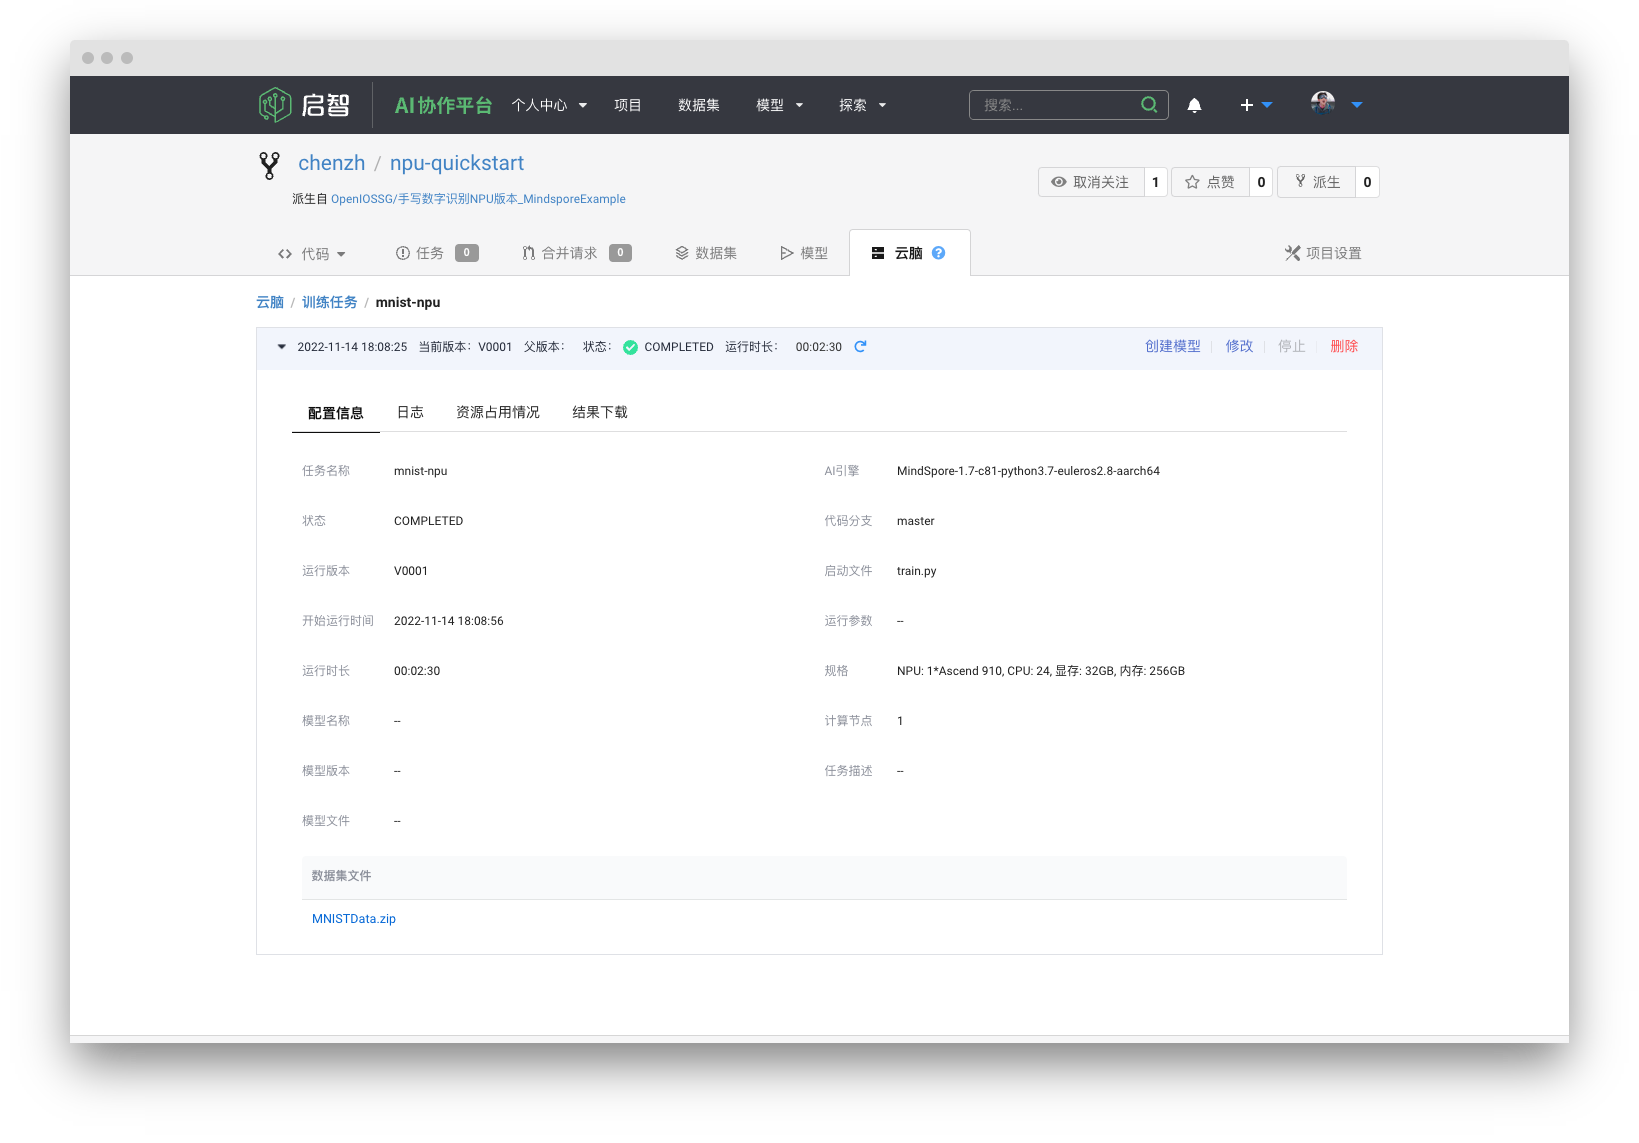 启智 AI协作平台 个人中心 项目 数据集 模型 探索 搜索...
chenzh / npu-quickstart
取消关注 1 点赞 0 派生 0
派生自 OpenIOSSG/手写数字识别NPU版本_MindsporeExample
代码 任务 0 合并请求 0 数据集 模型 云脑 ? 项目设置
云脑 / 训练任务 / mnist-npu
2022-11-14 18:08:25 当前版本：V0001 父版本： 状态： COMPLETED 运行时长： 00:02:30 创建模型 修改 停止 删除
配置信息 日志 资源占用情况 结果下载
任务名称 mnist-npu AI引擎 MindSpore-1.7-c81-python3.7-euleros2.8-aarch64
状态 COMPLETED 代码分支 master
运行版本 V0001 启动文件 train.py
开始运行时间 2022-11-14 18:08:56 运行参数 --
运行时长 00:02:30 规格 NPU: 1*Ascend 910, CPU: 24, 显存: 32GB, 内存: 256GB
模型名称 -- 计算节点 1
模型版本 -- 任务描述 --
模型文件 --
数据集文件
MNISTData.zip